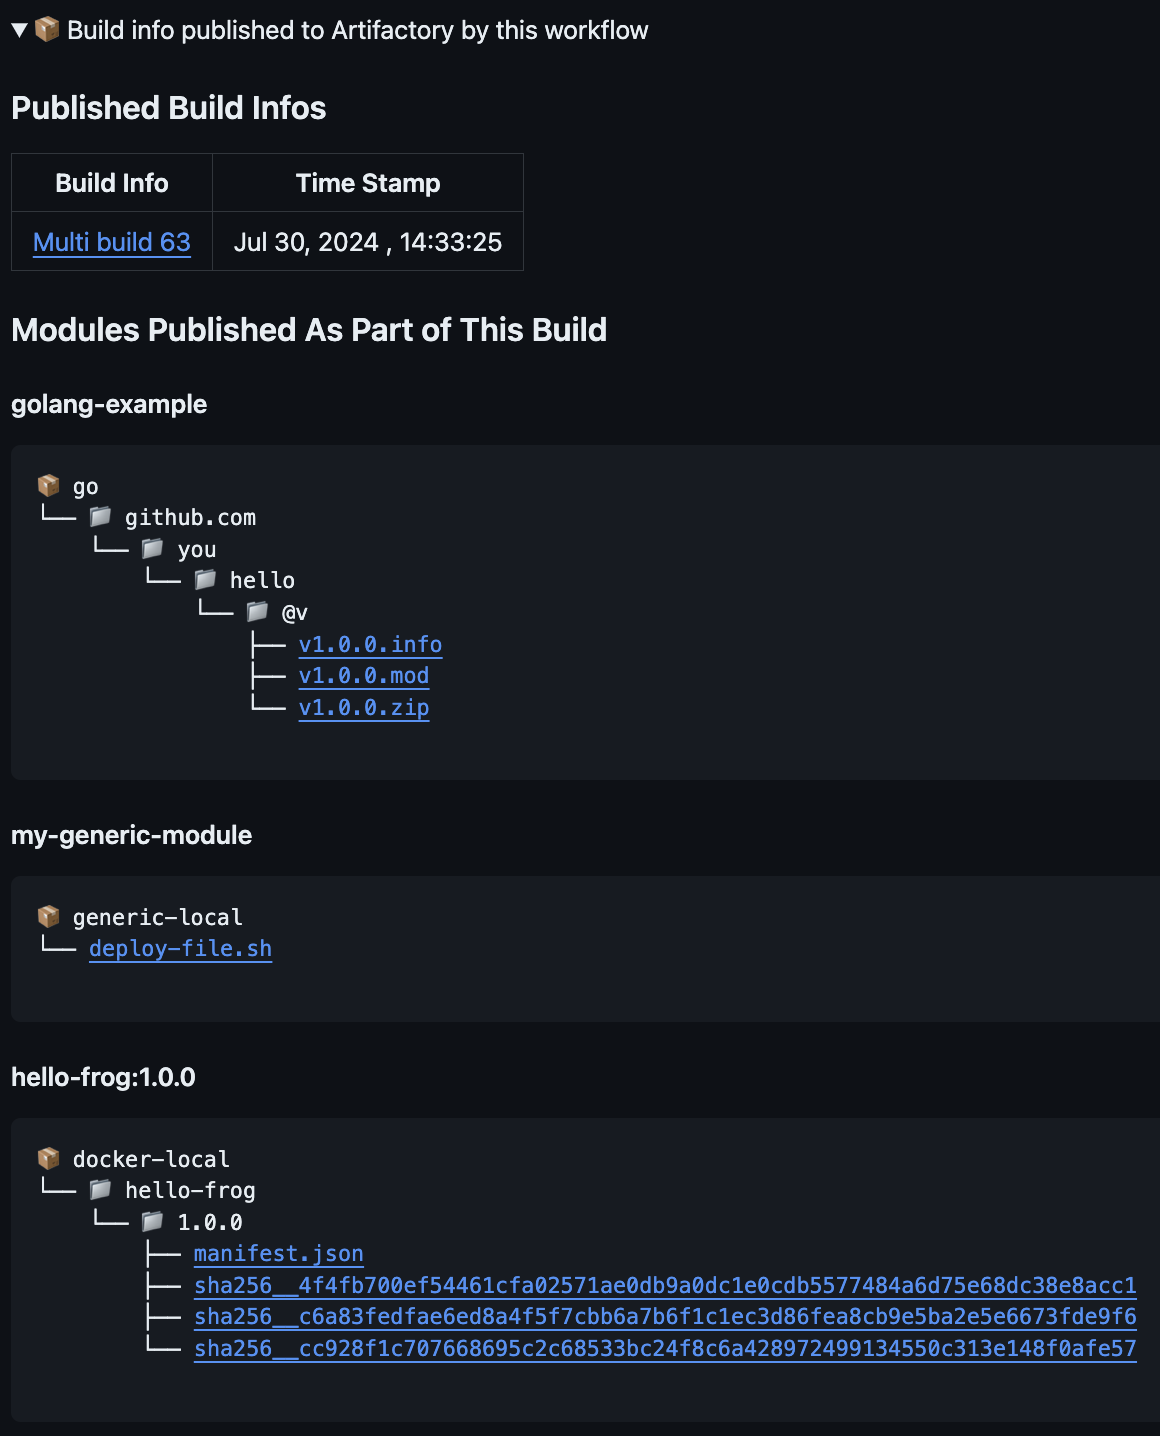 Build info published to Artifactory by this workflow
Published Build Infos
Build Info Time Stamp
Multi build 63 Jul 30, 2024 , 14:33:25
Modules Published As Part of This Build
golang-example
go
github.com
you
hello
@v
v1.0.0.info
v1.0.0.mod
v1.0.0.zip
my-generic-module
generic-local
deploy-file.sh
hello-frog:1.0.0
docker-local
hello-frog
1.0.0
manifest.json
sha256__4f4fb700ef54461cfa02571ae0db9a0dc1e0cdb5577484a6d75e68dc38e8acc1
sha256__c6a83fedfae6ed8a4f5f7cbb6a7b6f1c1ec3d86fea8cb9e5ba2e5e6673fde9f6
sha256__cc928f1c707668695c2c68533bc24f8c6a428972499134550c313e148f0afe57